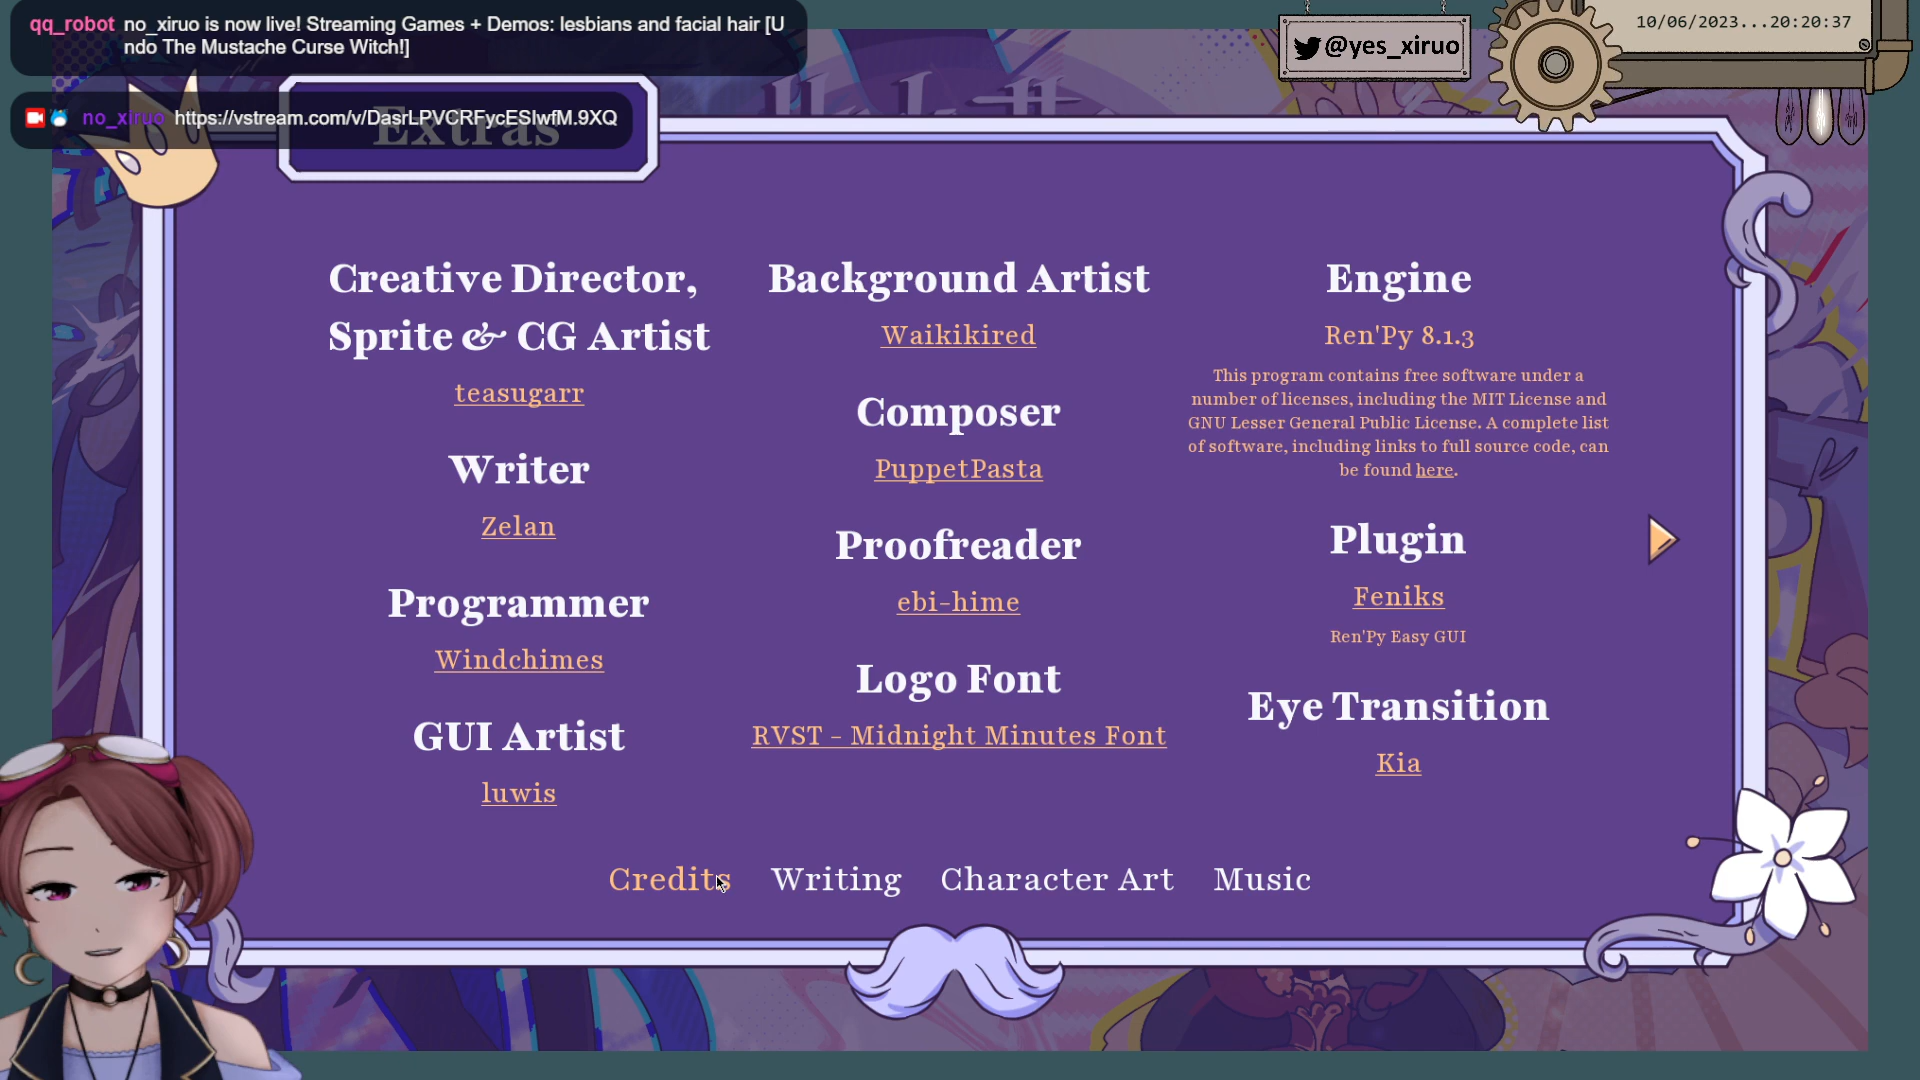 qq_robot no_xiruo is now live! Streaming Games + Demos: lesbians and facial hair [U
ndo The Mustache Curse Witch!]
no_xiruo https://vstream.com/v/DasrLPVCRFycESIwfM.9XQ
@yes_xiruo
10/06/2023...20:20:37
Extras
Creative Director,
Sprite & CG Artist
teasugarr
Writer
Zelan
Programmer
Windchimes
GUI Artist
luwis
Background Artist
Waikikired
Composer
PuppetPasta
Proofreader
ebi-hime
Logo Font
RVST - Midnight Minutes Font
Engine
Ren'Py 8.1.3
This program contains free software under a
number of licenses, including the MIT License and
GNU Lesser General Public License. A complete list
of software, including links to full source code, can
be found here.
Plugin
Feniks
Ren'Py Easy GUI
Eye Transition
Kia
Credits Writing Character Art Music